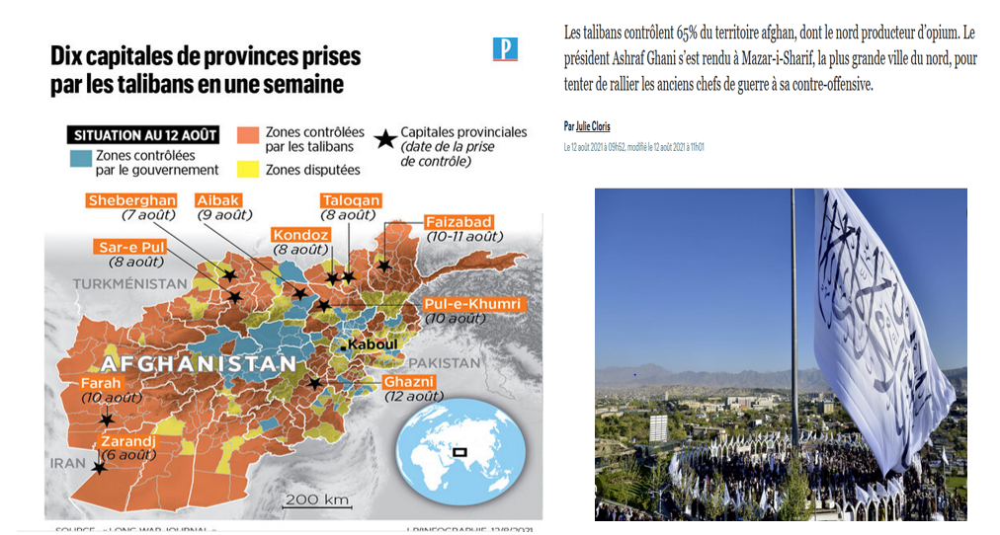 Dix capitales de provinces prises
par les talibans en une semaine
P
SITUATION AU 12 AOÛT
Zones contrôlées
par le gouvernement
Zones contrôlées
par les talibans
Zones disputées
Capitales provinciales
(date de la prise
de contrôle)
Sheberghan
(7 août)
Aibak
(9 août)
Taloqan
(8 août)
Faizabad
(10-11 août)
Kondoz
(8 août)
Sar-e Pul
(8 août)
TURKMÉNISTAN
Pul-e-Khumri
(10 août)
Kaboul
AFGHANISTAN
PAKISTAN
Farah
(10 août)
Ghazni
(12 août)
Zarandj
(6 août)
IRAN
200 km
SOURCE : « LONG WAR JOURNAL »
LP/INFOGRAPHIE 12/8/2021
Les talibans contrôlent 65% du territoire afghan, dont le nord producteur d'opium. Le
président Ashraf Ghani s'est rendu à Mazar-i-Sharif, la plus grande ville du nord, pour
tenter de rallier les anciens chefs de guerre à sa contre-offensive.
Par Julie Cloris
Le 12 août 2021 à 09h52, modifié le 12 août 2021 à 11h01